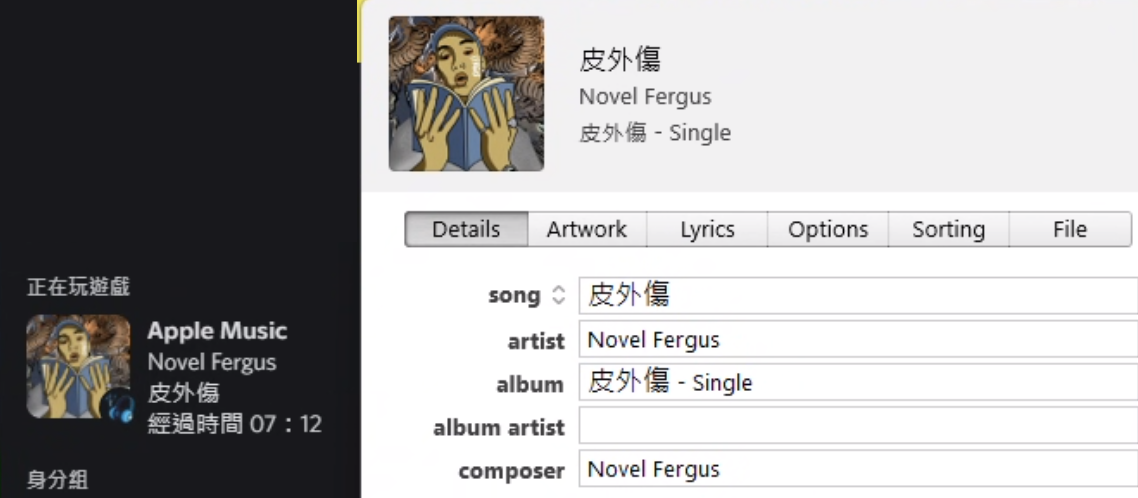 正在玩遊戲
Apple Music
Novel Fergus
皮外傷
經過時間 07：12
身分組
皮外傷
Novel Fergus
皮外傷 - Single
Details Artwork Lyrics Options Sorting File
song 皮外傷
artist Novel Fergus
album 皮外傷 - Single
album artist
composer Novel Fergus